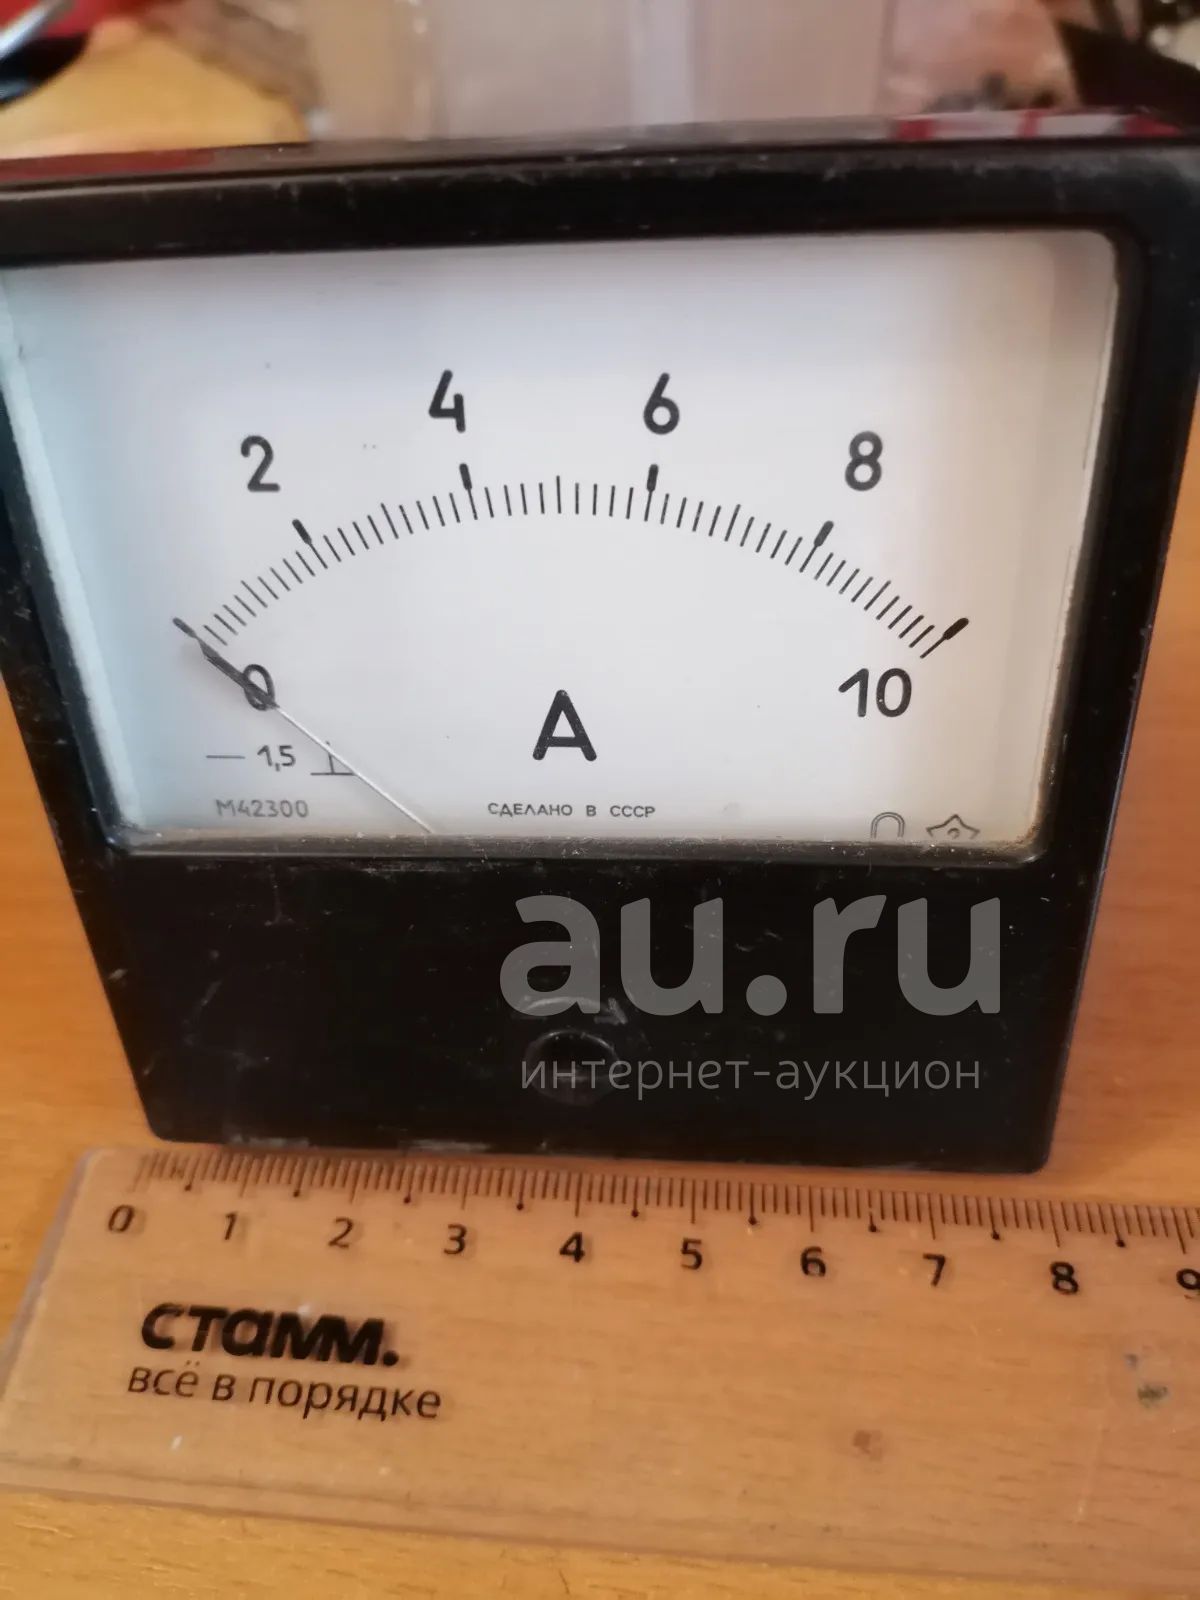 2 4 6 8
0 10
A
— 1,5
М42300
СДЕЛАНО В СССР
au.ru
интернет-аукцион
0 1 2 3 4 5 6 7 8 9
стамм.
всё в порядке